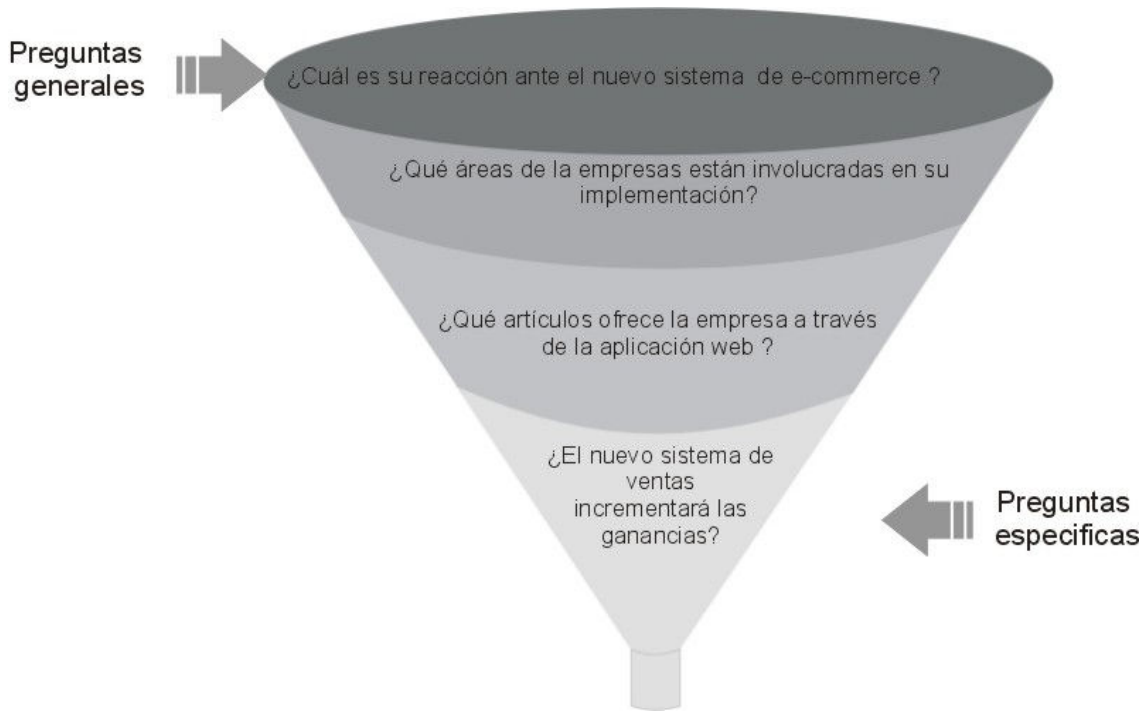 Preguntas
generales
¿Cuál es su reacción ante el nuevo sistema de e-commerce ?
¿Qué áreas de la empresas están involucradas en su
implementación?
¿Qué artículos ofrece la empresa a través
de la aplicación web ?
¿El nuevo sistema de
ventas
incrementará las
ganancias?
Preguntas
especificas